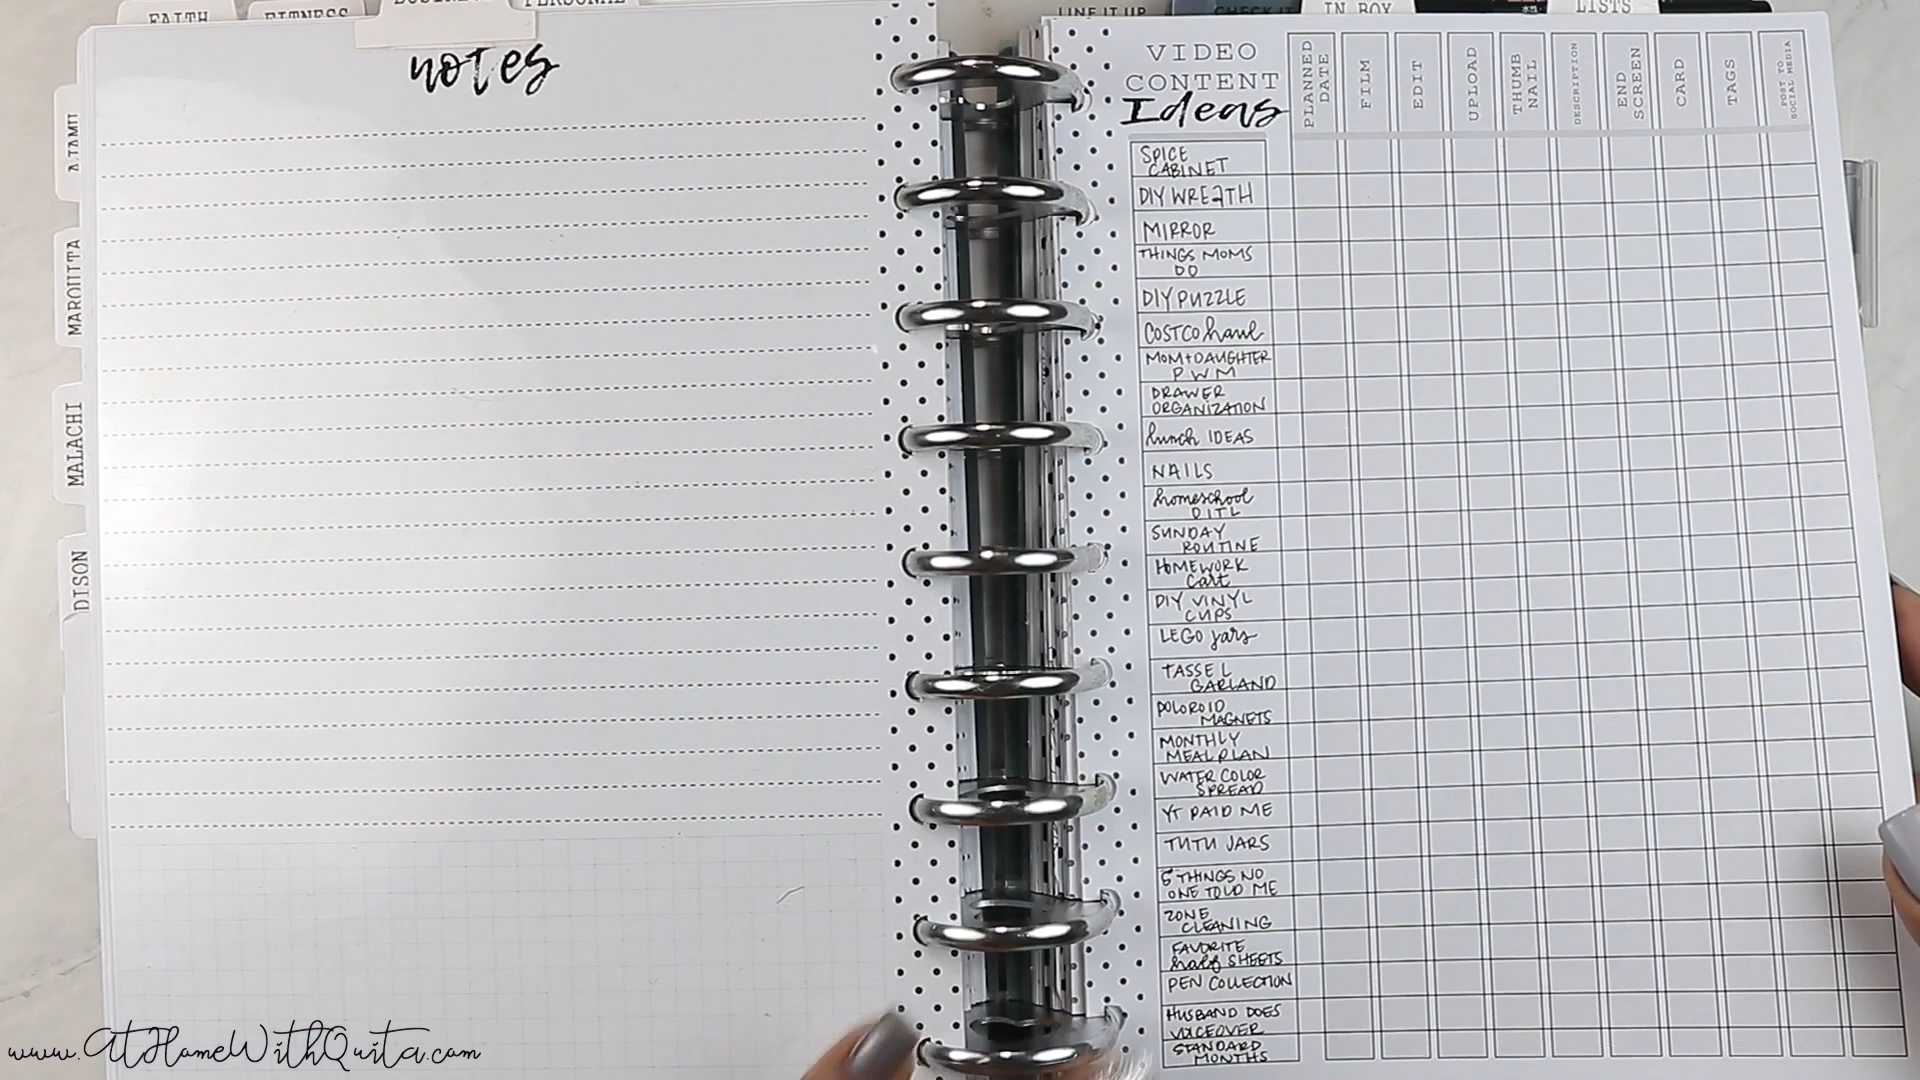 FAITH
FITNESS
BUSINESS
PERSONAL
LINE IT UP
CHECK IT
IN BOX
LISTS
MARQUITA
MALACHI
DISON
notes
VIDEO
CONTENT
Ideas
PLANNED
DATE
FILM
EDIT
UPLOAD
THUMB
NAIL
DESCRIPTION
END
SCREEN
CARD
TAGS
POST TO
SOCIAL MEDIA
SPICE
CABINET
DIY WREATH
MIRROR
THINGS MOMS
DO
DIY PUZZLE
COSTCO haul
MOM+DAUGHTER
PWM
DRAWER
ORGANIZATION
lunch IDEAS
NAILS
homeschool
DITL
SUNDAY
ROUTINE
HOMEWORK
Cart
DIY VINYL
CUPS
LEGO jars
TASSEL
GARLAND
POLOROID
MAGNETS
MONTHLY
MEAL PLAN
WATER COLOR
SPREAD
YT PAID ME
TUTU JARS
5 THINGS NO
ONE TOLD ME
ZONE
CLEANING
FAVORITE
half SHEETS
PEN COLLECTION
HUSBAND DOES
VOICEOVER
STANDARD
MONTHS
www.AtHomeWithQuita.com